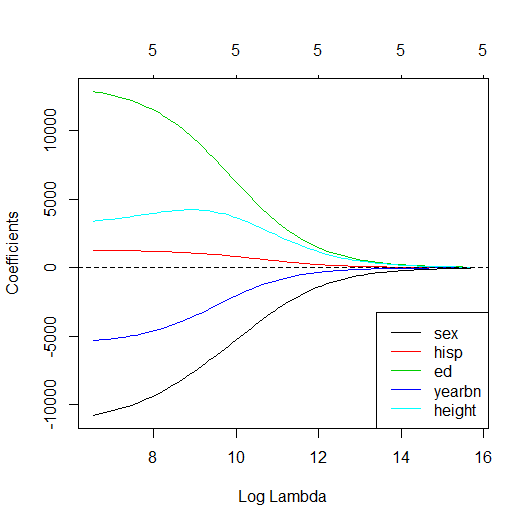 5 5 5 5 5
10000
5000
0
-5000
-10000
Coefficients
sex
hisp
ed
yearbn
height
8 10 12 14 16
Log Lambda